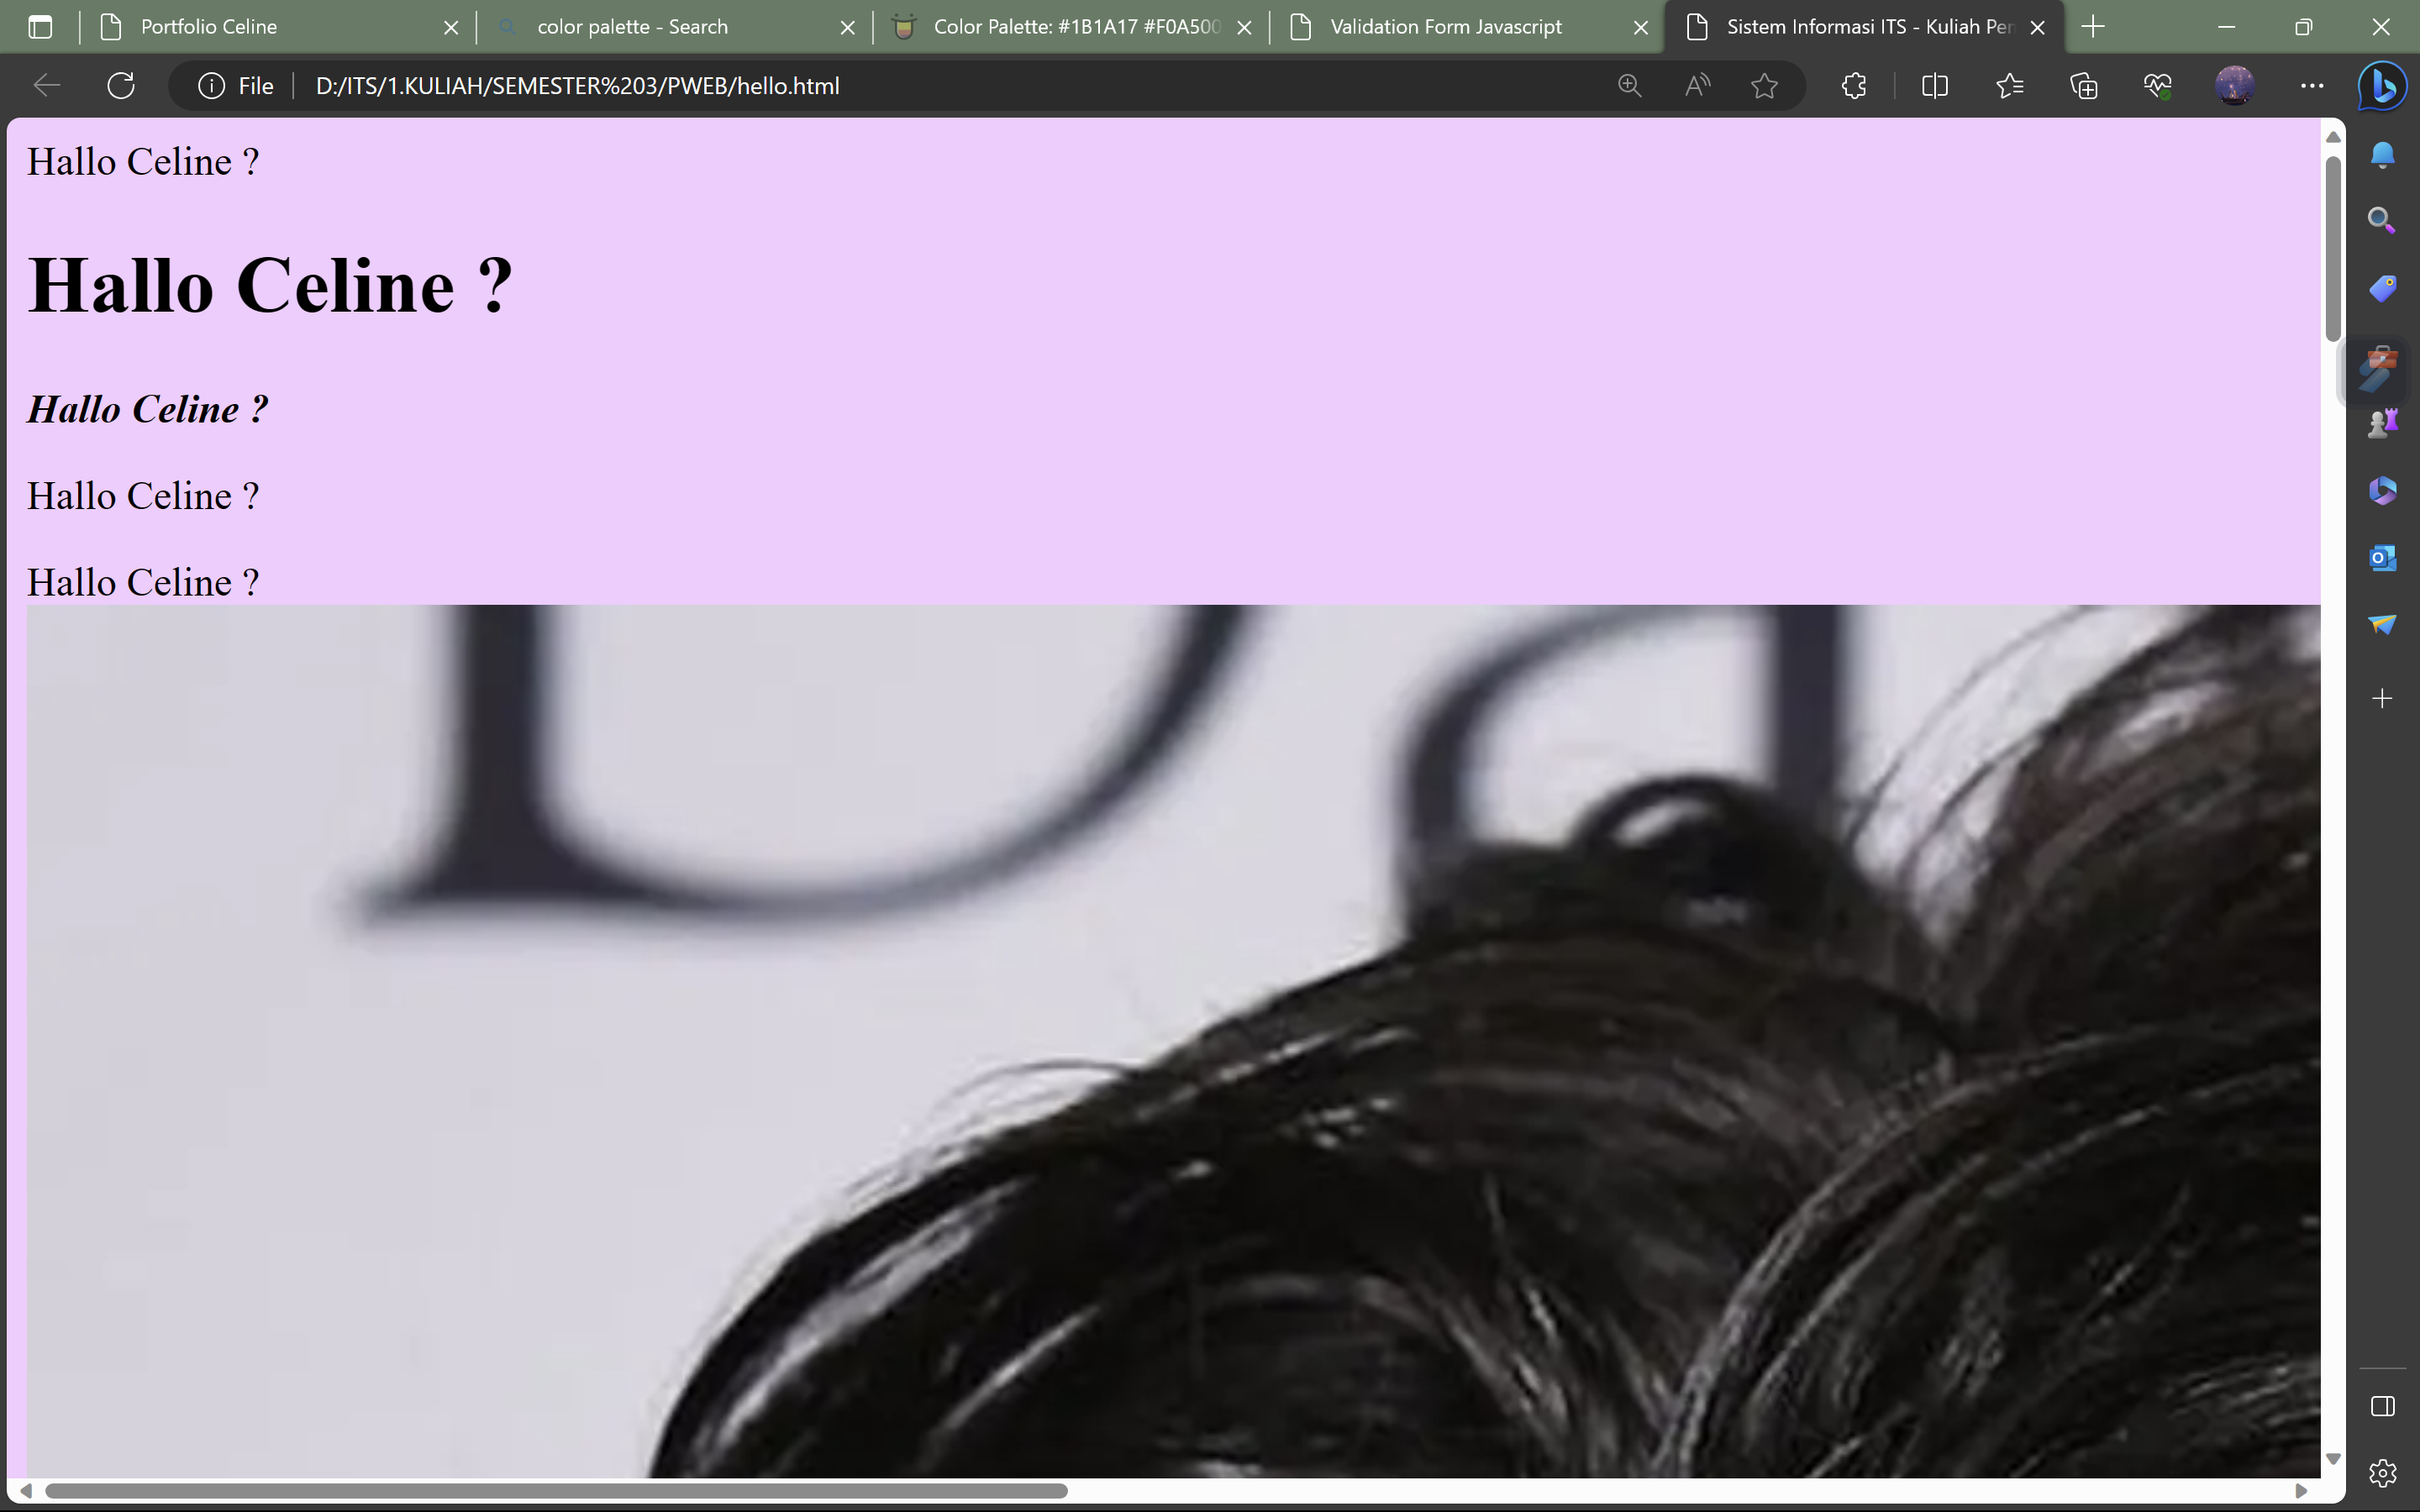 Portfolio Celine
color palette - Search
Color Palette: #1B1A17 #F0A500
Validation Form Javascript
Sistem Informasi ITS - Kuliah Per
File
D:/ITS/1.KULIAH/SEMESTER%203/PWEB/hello.html
Hallo Celine ?
Hallo Celine ?
Hallo Celine ?
Hallo Celine ?
Hallo Celine ?